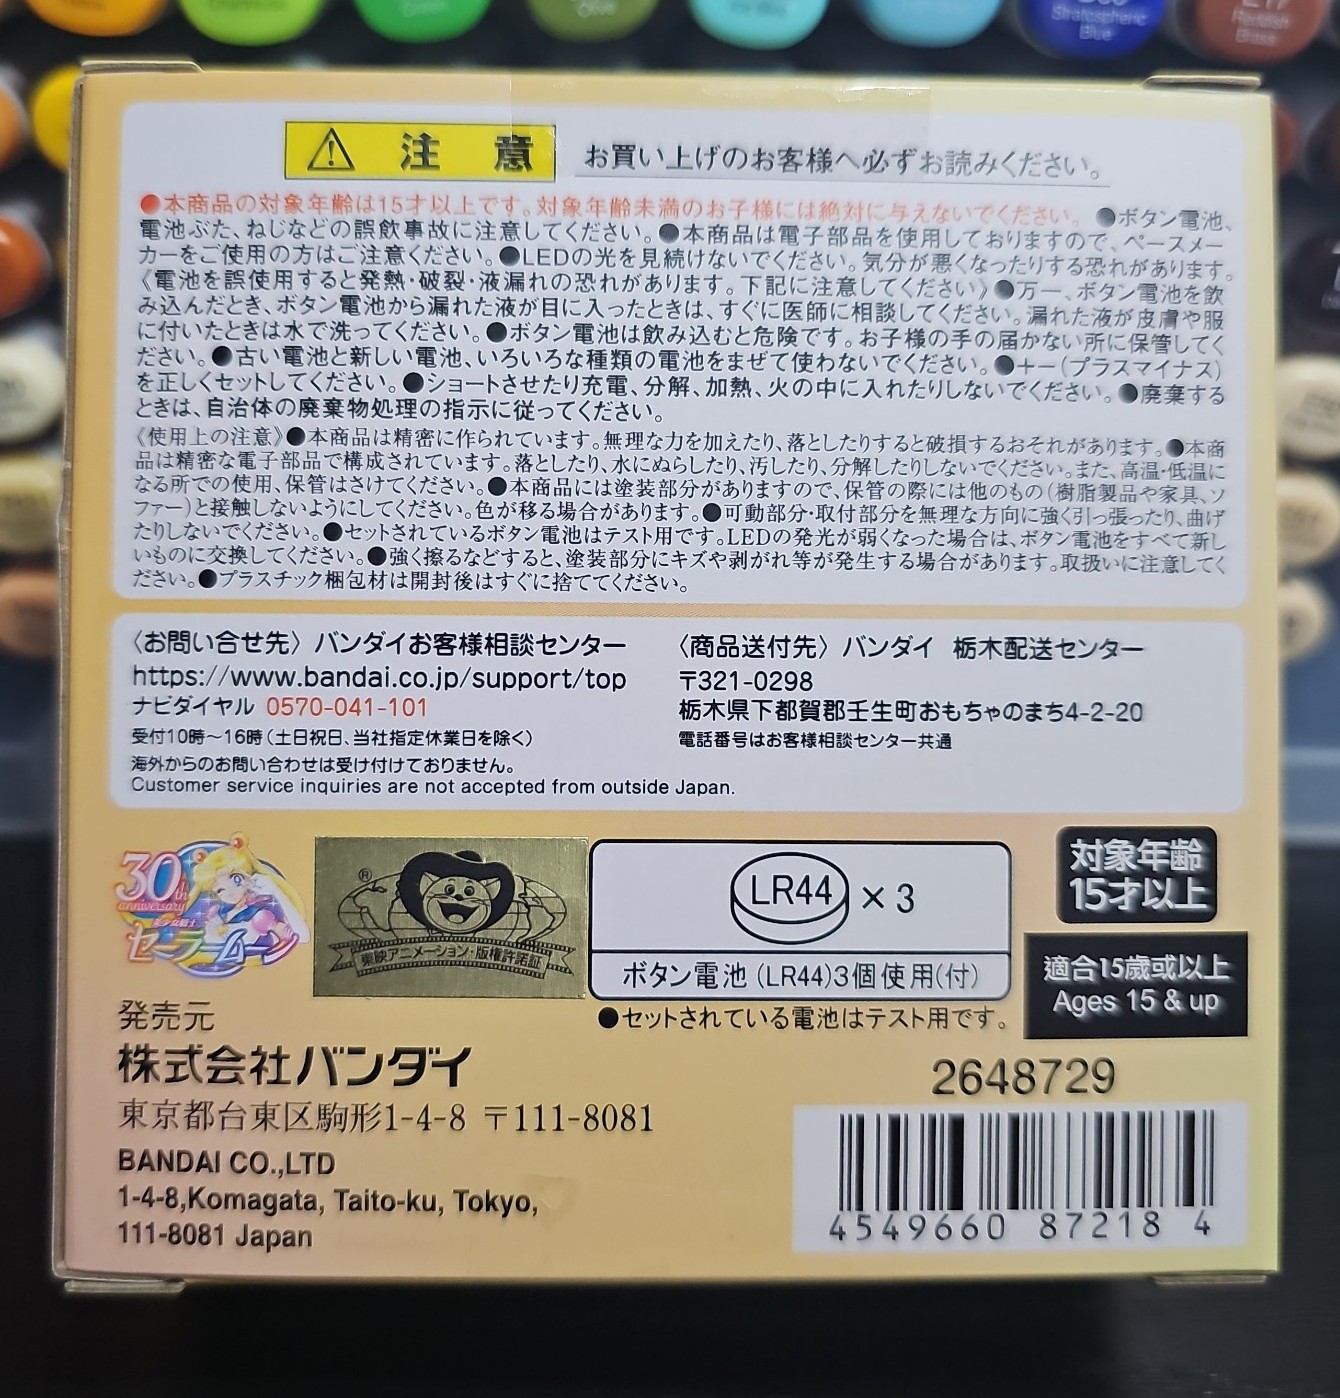 Stratospheric
Blue
注 意
お買い上げのお客様へ必ずお読みください。
●本商品の対象年齢は15才以上です。対象年齢未満のお子様には絶対に与えないでください。●ボタン電池、
電池ぶた、ねじなどの誤飲事故に注意してください。●本商品は電子部品を使用しておりますので、ペースメー
カーをご使用の方はご注意ください。●LEDの光を見続けないでください。気分が悪くなったりする恐れがあります。
《電池を誤使用すると発熱・破裂・液漏れの恐れがあります。下記に注意してください》●万一、ボタン電池を飲
み込んだとき、ボタン電池から漏れた液が目に入ったときは、すぐに医師に相談してください。漏れた液が皮膚や服
に付いたときは水で洗ってください。●ボタン電池は飲み込むと危険です。お子様の手の届かない所に保管してく
ださい。●古い電池と新しい電池、いろいろな種類の電池をまぜて使わないでください。●+−(プラスマイナス)
を正しくセットしてください。●ショートさせたり充電、分解、加熱、火の中に入れたりしないでください。●廃棄する
ときは、自治体の廃棄物処理の指示に従ってください。
《使用上の注意》●本商品は精密に作られています。無理な力を加えたり、落としたりすると破損するおそれがあります。●本商
品は精密な電子部品で構成されています。落としたり、水にぬらしたり、汚したり、分解したりしないでください。また、高温・低温に
なる所での使用、保管はさけてください。●本商品には塗装部分がありますので、保管の際には他のもの(樹脂製品や家具、ソ
ファー)と接触しないようにしてください。色が移る場合があります。●可動部分・取付部分を無理な方向に強く引っ張ったり、曲げ
たりしないでください。●セットされているボタン電池はテスト用です。LEDの発光が弱くなった場合は、ボタン電池をすべて新し
いものに交換してください。●強く擦るなどすると、塗装部分にキズや剥がれ等が発生する場合があります。取扱いに注意してく
ださい。●プラスチック梱包材は開封後はすぐに捨ててください。
〈お問い合せ先〉バンダイお客様相談センター
https://www.bandai.co.jp/support/top
ナビダイヤル 0570-041-101
受付10時〜16時(土日祝日、当社指定休業日を除く)
海外からのお問い合わせは受け付けておりません。
Customer service inquiries are not accepted from outside Japan.
〈商品送付先〉バンダイ 栃木配送センター
〒321-0298
栃木県下都賀郡壬生町おもちゃのまち4-2-20
電話番号はお客様相談センター共通
30th
anniversary
美少女戦士
セーラームーン
®
東映アニメーション・版権許諾証
LR44 × 3
ボタン電池(LR44)3個使用(付)
●セットされている電池はテスト用です。
対象年齢
15才以上
適合15歳或以上
Ages 15 & up
発売元
株式会社バンダイ
東京都台東区駒形1-4-8 〒111-8081
BANDAI CO.,LTD
1-4-8,Komagata, Taito-ku, Tokyo,
111-8081 Japan
2648729
4549660 87218 4